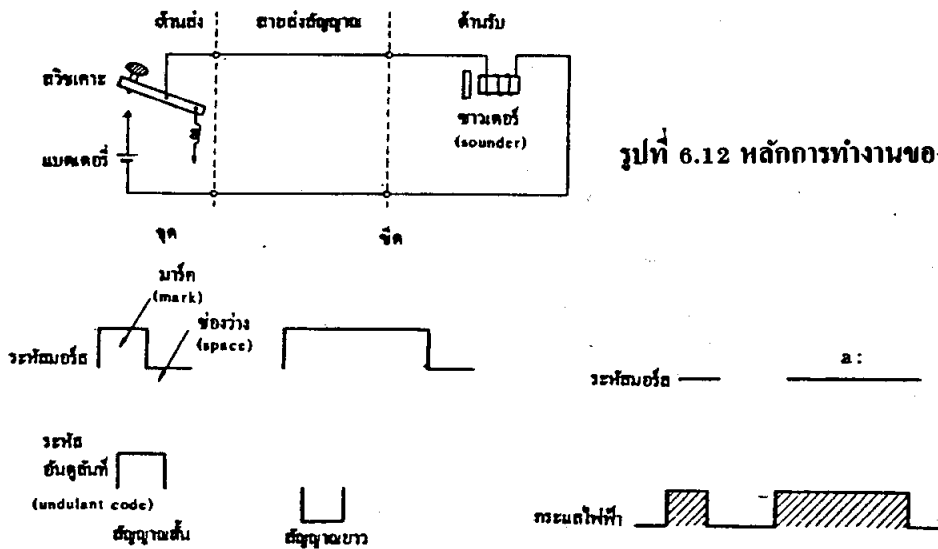 ด้านส่ง สายส่งสัญญาณ ด้านรับ
สวิชเคาะ
ซาวเดอร์
(sounder)
แบตเตอรี่
รูปที่ 6.12 หลักการทำงานขอ
จุด ขีด
มาร์ค
(mark)
ช่องว่าง
(space)
ระหัสมอร์ส
ระหัสมอร์ส
a :
ระหัส
อันดูลันท์
(undulant code)
สัญญาณสั้น สัญญาณยาว
กระแสไฟฟ้า